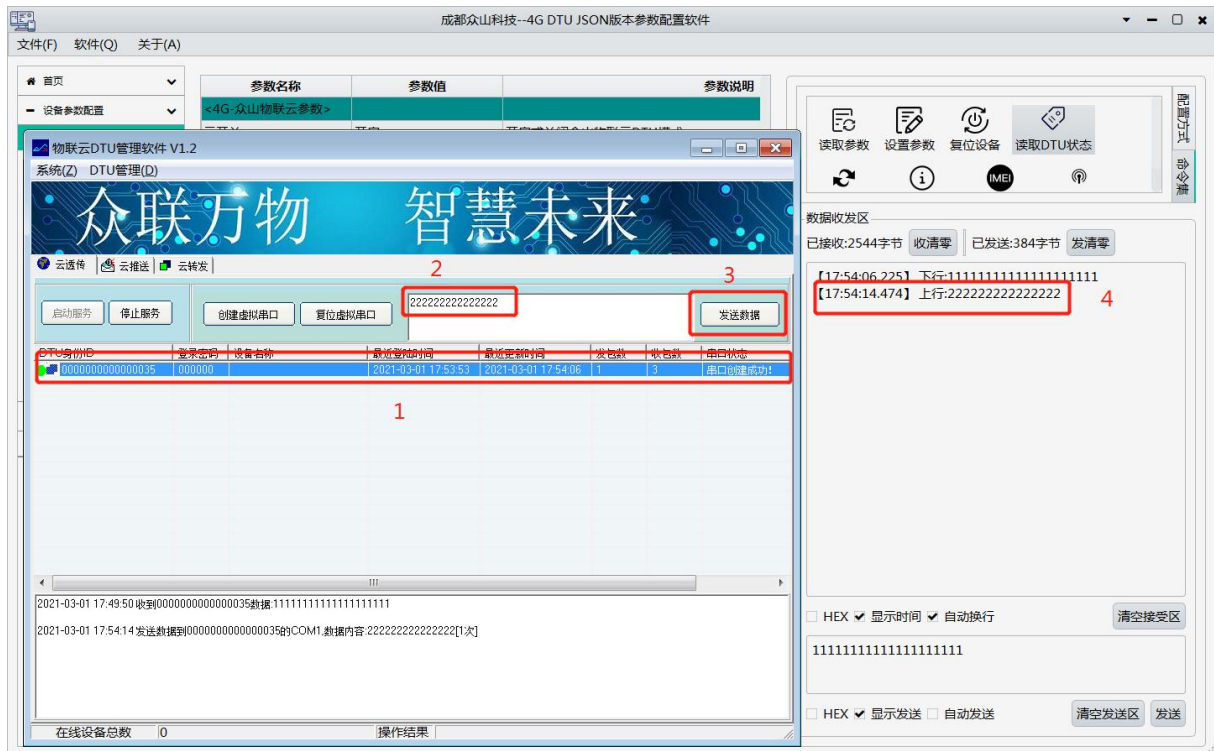 成都众山科技--4G DTU JSON版本参数配置软件
文件(F) 软件(Q) 关于(A)
首页
设备参数配置
参数名称 参数值 参数说明
<4G-众山物联云参数>
物联云DTU管理软件 V1.2
系统(Z) DTU管理(D)
众联万物 智慧未来
云透传 云推送 云转发
2
3
启动服务 停止服务 创建虚拟串口 复位虚拟串口 222222222222222 发送数据
DTU身份ID 登录密码 设备名称 最近登陆时间 最近更新时间 发包数 收包数 串口状态
0000000000000035 000000 2021-03-01 17:53:53 2021-03-01 17:54:06 1 3 串口创建成功!
1
2021-03-01 17:49:50 收到0000000000000035数据:11111111111111111111
2021-03-01 17:54:14 发送数据到0000000000000035的COM1.数据内容:222222222222222[1次]
在线设备总数 0 操作结果
读取参数 设置参数 复位设备 读取DTU状态
IMEI
配置方式
命令集
数据收发区
已接收:2544字节 收清零 已发送:384字节 发清零
【17:54:06.225】下行:11111111111111111111
【17:54:14.474】上行:222222222222222
4
HEX 显示时间 自动换行 清空接受区
11111111111111111111
HEX 显示发送 自动发送 清空发送区 发送